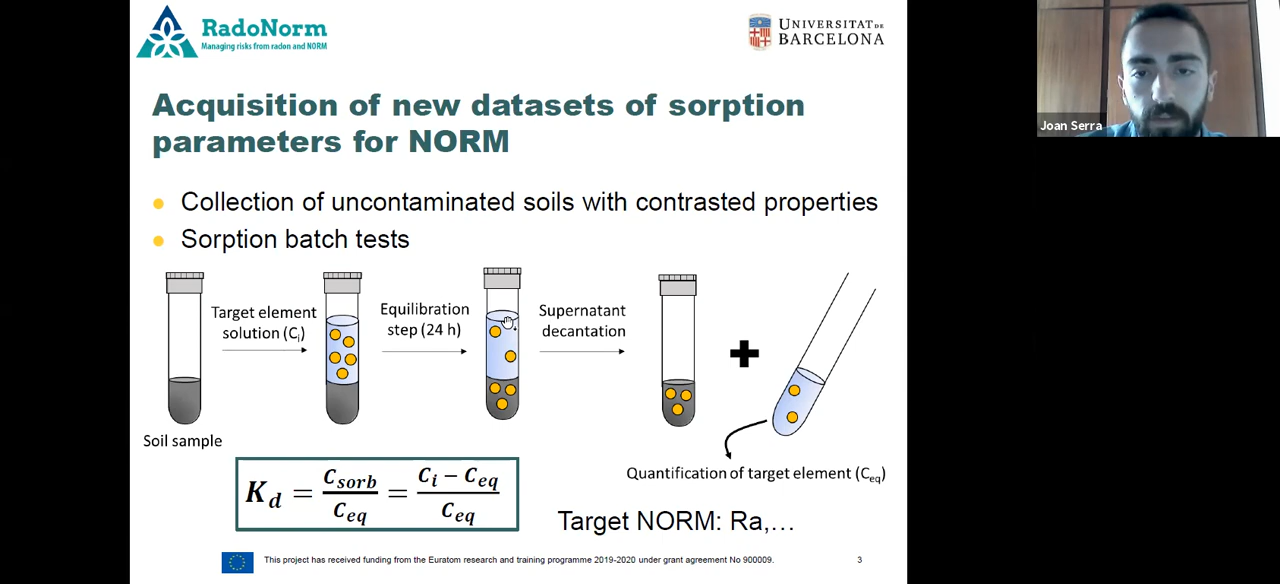 RadoNorm
Managing risks from radon and NORM
UNIVERSITAT DE
BARCELONA
Joan Serra
Acquisition of new datasets of sorption
parameters for NORM
Collection of uncontaminated soils with contrasted properties
Sorption batch tests
Target element
solution (Ci)
Equilibration
step (24 h)
Supernatant
decantation
Soil sample
Quantification of target element (Ceq)
Kd = Csorb/Ceq = Ci − Ceq/Ceq
Target NORM: Ra,...
This project has received funding from the Euratom research and training programme 2019-2020 under grant agreement No 900009.
3